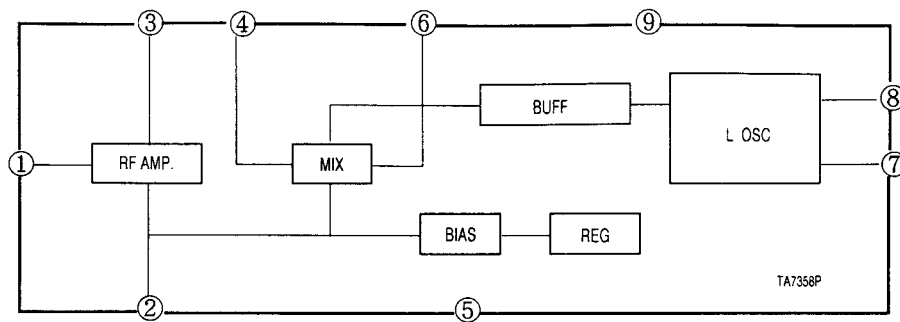 ③ ④ ⑥ ⑨
BUFF
⑧
L OSC
① RF AMP. MIX ⑦
BIAS REG
TA7358P
② ⑤